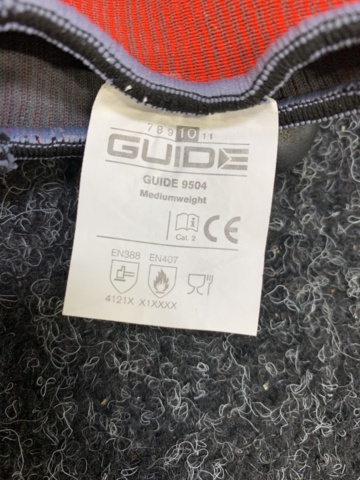 7 8 9 10 11
GUIDE
GUIDE 9504
Mediumweight
Cat. 2
CE
EN388 EN407
4121X X1XXXX